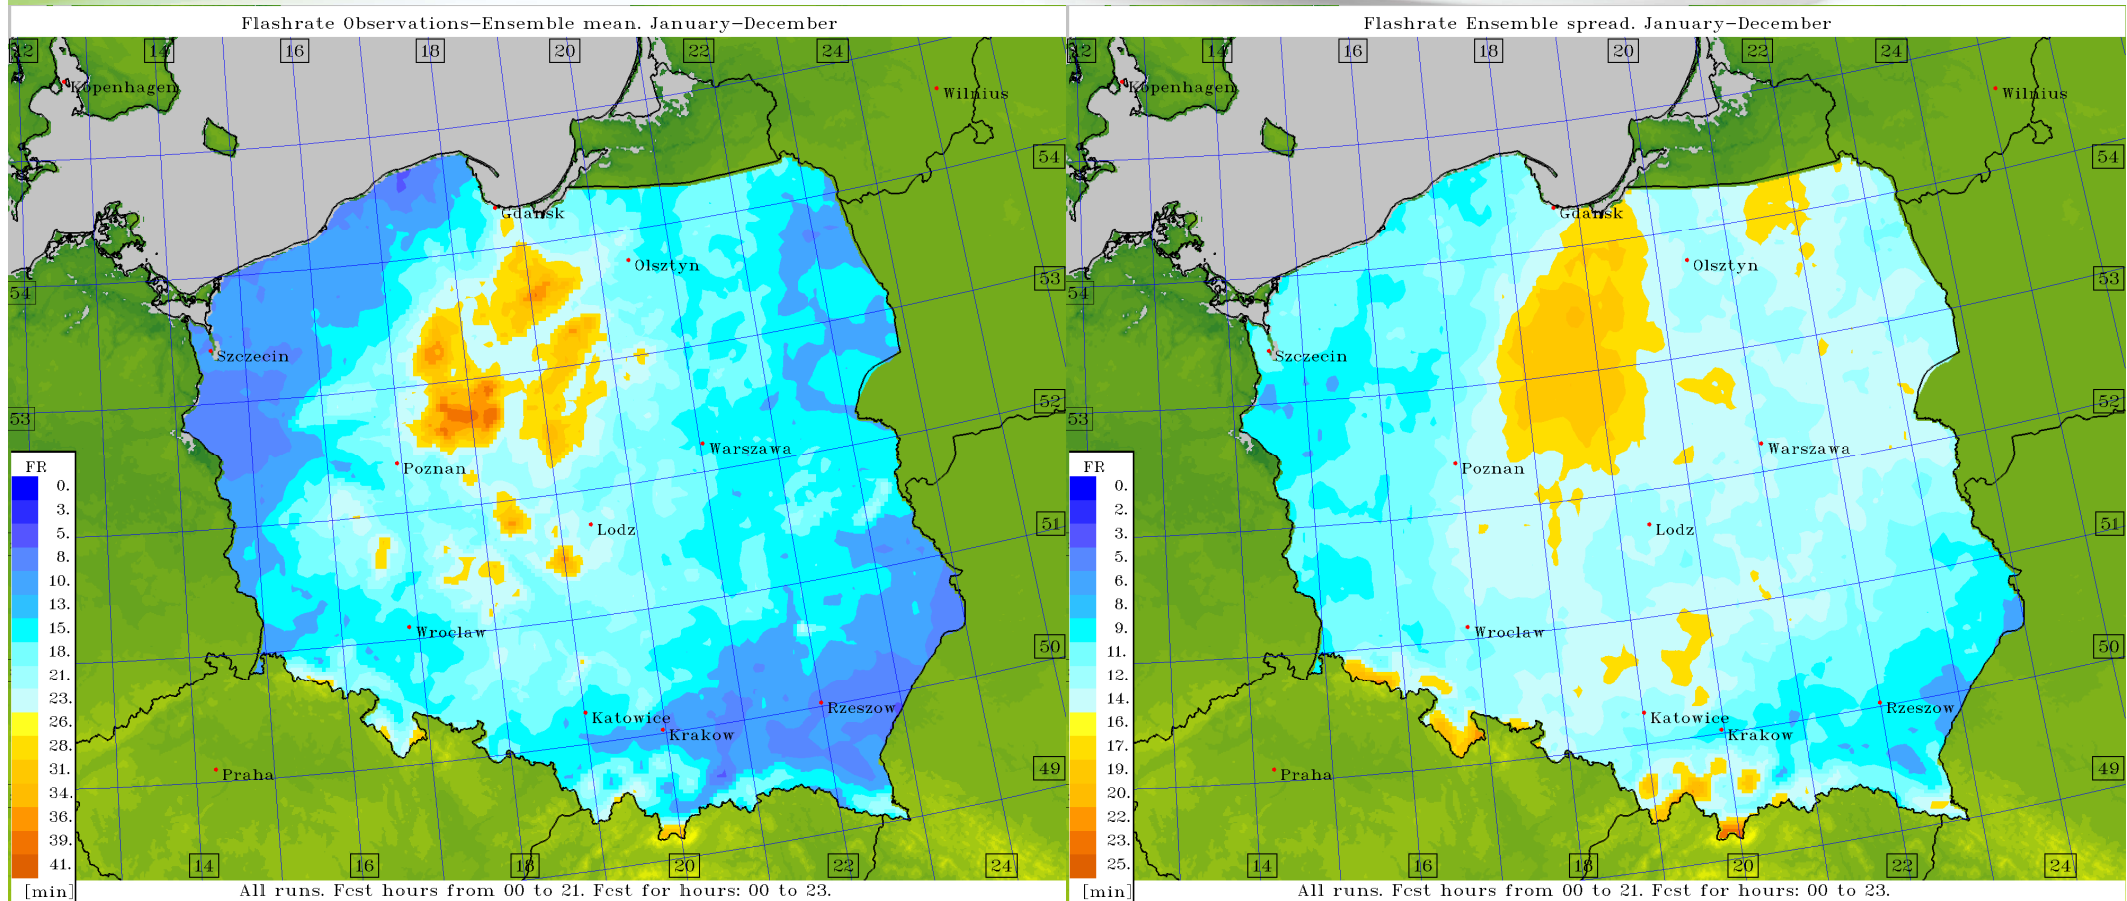 Flashrate Observations-Ensemble mean. January-December
12
14
16
18
20
22
24
Kopenhagen
Wilnius
54
Gdansk
Olsztyn
53
54
Szczecin
52
53
Poznan
Warszawa
FR
0.
3.
5.
8.
10.
13.
15.
18.
21.
23.
26.
28.
31.
34.
36.
39.
41.
[min]
51
Lodz
Wroclaw
50
Katowice
Rzeszow
Krakow
Praha
49
14
16
18
20
22
24
All runs. Fcst hours from 00 to 21. Fcst for hours: 00 to 23.
Flashrate Ensemble spread. January-December
12
14
16
18
20
22
24
Kopenhagen
Wilnius
54
Gdansk
Olsztyn
53
54
Szczecin
52
53
Poznan
Warszawa
FR
0.
2.
3.
5.
6.
8.
9.
11.
12.
14.
16.
17.
19.
20.
22.
23.
25.
[min]
51
Lodz
Wroclaw
50
Katowice
Rzeszow
Krakow
Praha
49
14
16
18
20
22
24
All runs. Fcst hours from 00 to 21. Fcst for hours: 00 to 23.